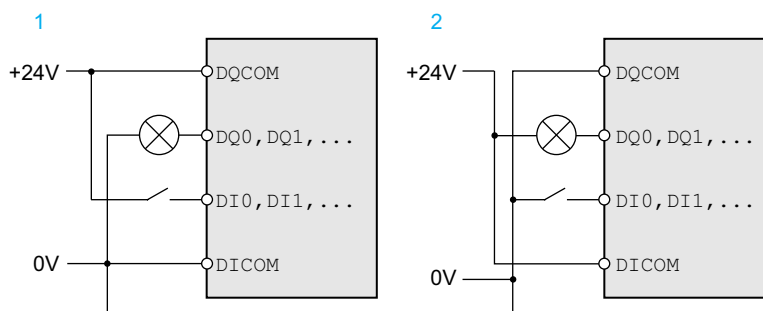 1
+24V
DQCOM
DQ0,DQ1,...
DI0,DI1,...
0V
DICOM
2
+24V
DQCOM
DQ0,DQ1,...
DI0,DI1,...
DICOM
0V